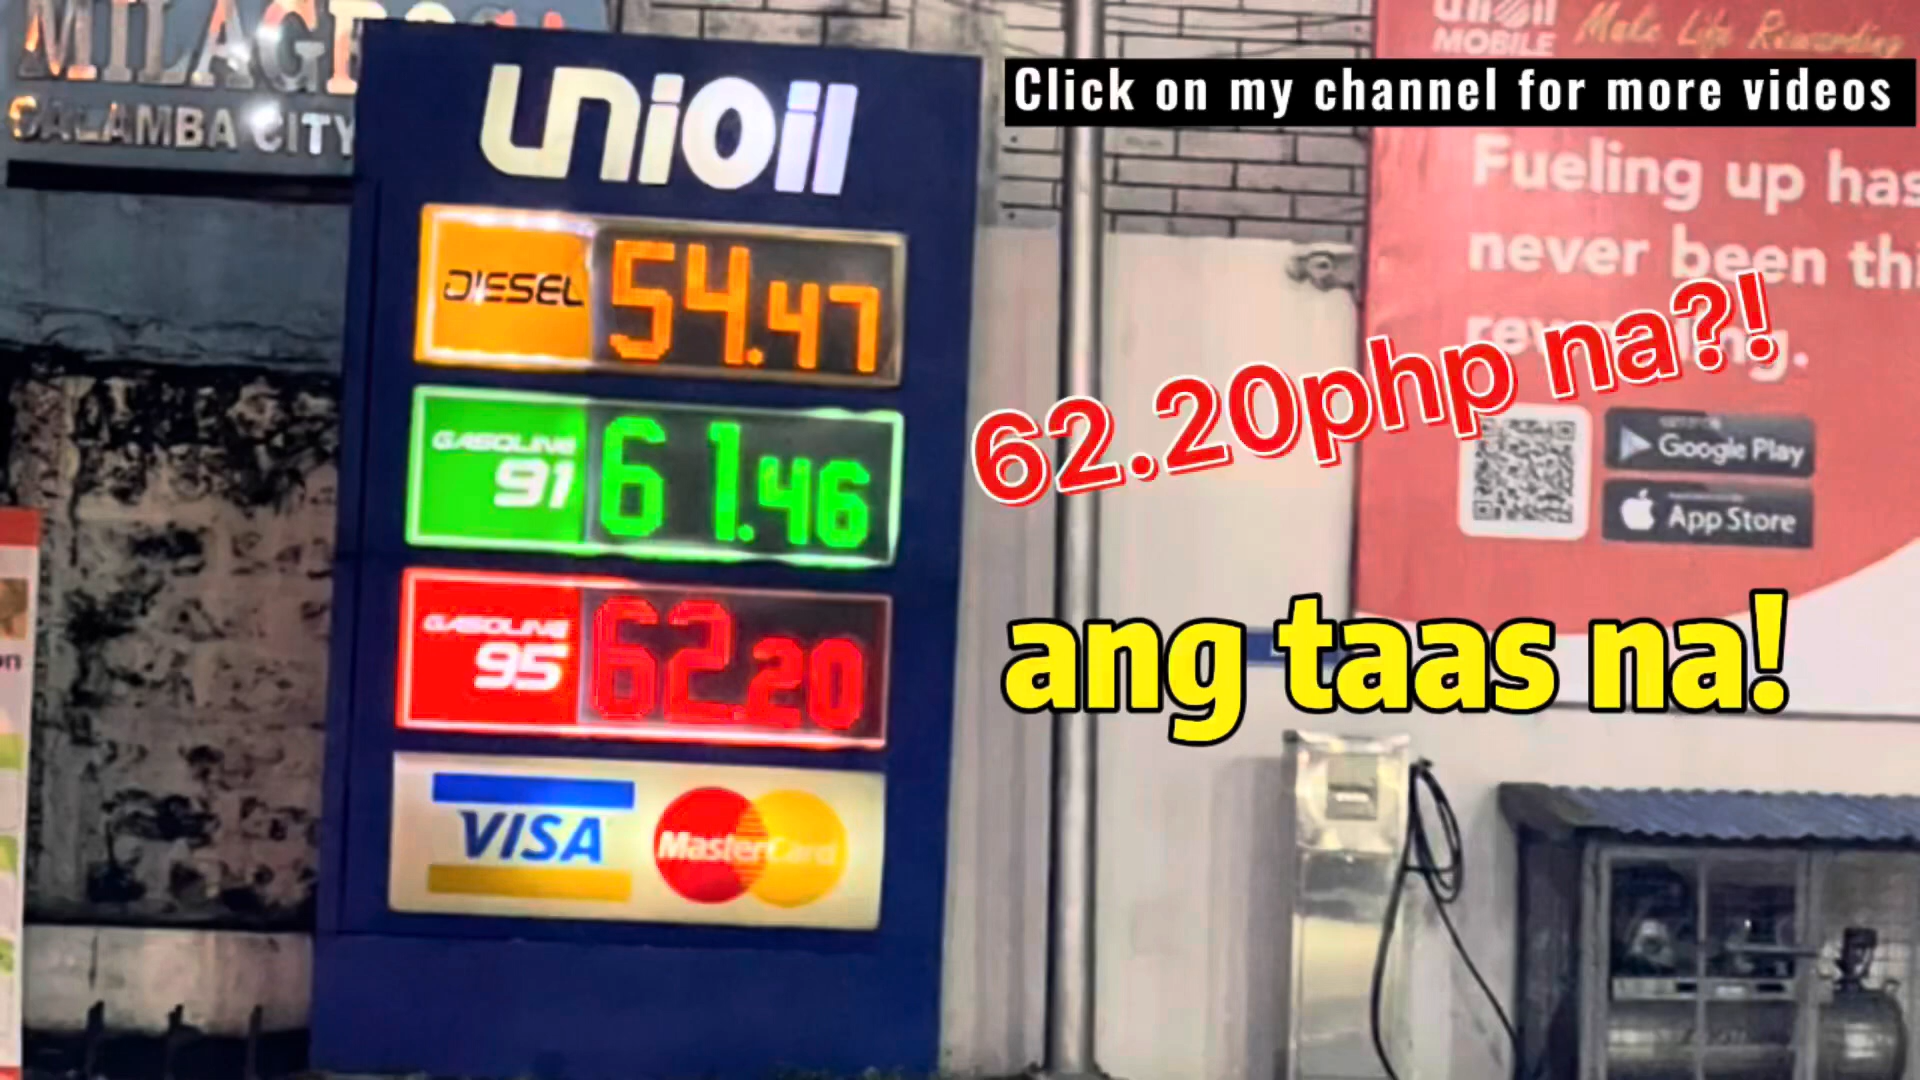 CALAMBA CITY
unioil
DIESEL 54.47
GASOLINE 91 61.46
GASOLINE 95 62.20
VISA
MasterCard
unioil
MOBILE
Make Life Rewarding
Click on my channel for more videos
Fueling up has
never been
62.20php na?!
Google Play
App Store
ang taas na!